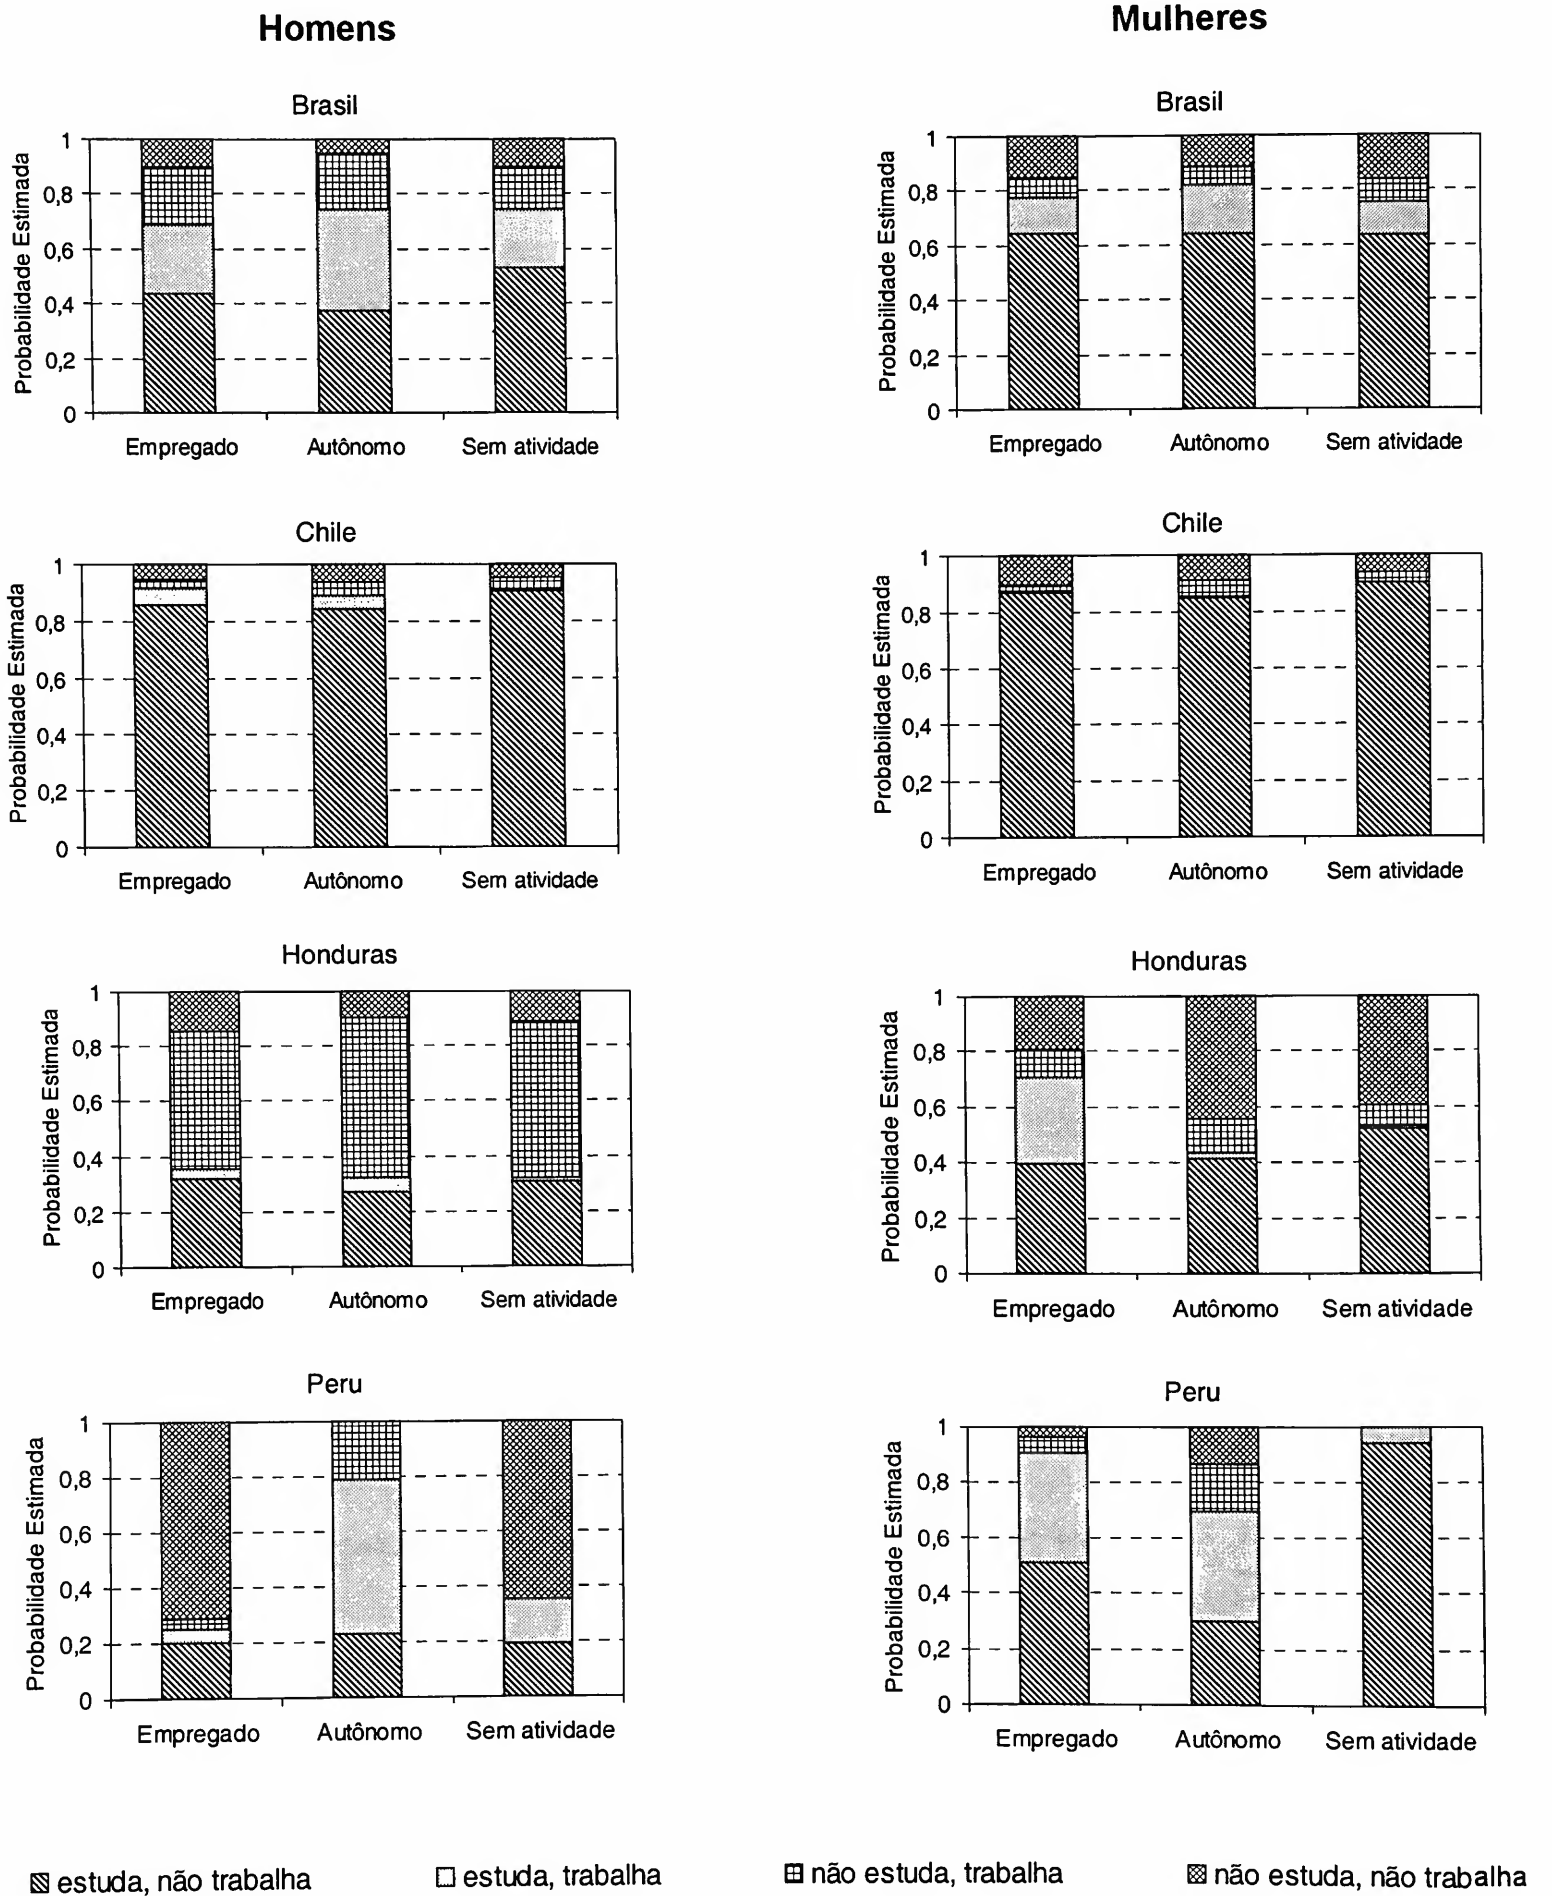 Homens
Mulheres
Brasil
Probabilidade Estimada
1
0,8
0,6
0,4
0,2
0
Empregado Autônomo Sem atividade
Brasil
Probabilidade Estimada
1
0,8
0,6
0,4
0,2
0
Empregado Autônomo Sem atividade
Chile
Probabilidade Estimada
1
0,8
0,6
0,4
0,2
0
Empregado Autônomo Sem atividade
Chile
Probabilidade Estimada
1
0,8
0,6
0,4
0,2
0
Empregado Autônomo Sem atividade
Honduras
Probabilidade Estimada
1
0,8
0,6
0,4
0,2
0
Empregado Autônomo Sem atividade
Honduras
Probabilidade Estimada
1
0,8
0,6
0,4
0,2
0
Empregado Autônomo Sem atividade
Peru
Probabilidade Estimada
1
0,8
0,6
0,4
0,2
0
Empregado Autônomo Sem atividade
Peru
Probabilidade Estimada
1
0,8
0,6
0,4
0,2
0
Empregado Autônomo Sem atividade
estuda, não trabalha estuda, trabalha não estuda, trabalha não estuda, não trabalha